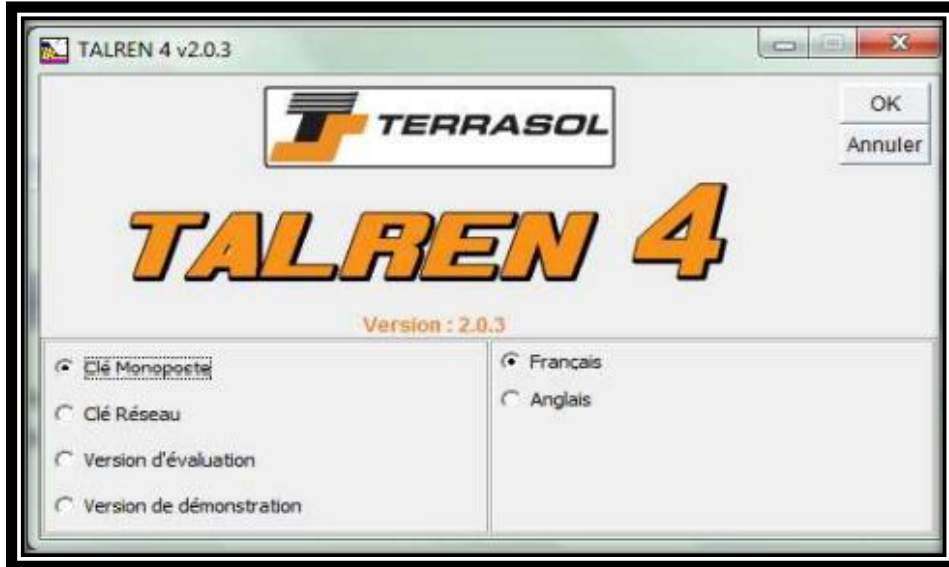 TALREN 4 v2.0.3
OK
Annuler
TERRASOL
TALREN 4
Version : 2.0.3
Clé Monoposte
Clé Réseau
Version d'évaluation
Version de démonstration
Français
Anglais